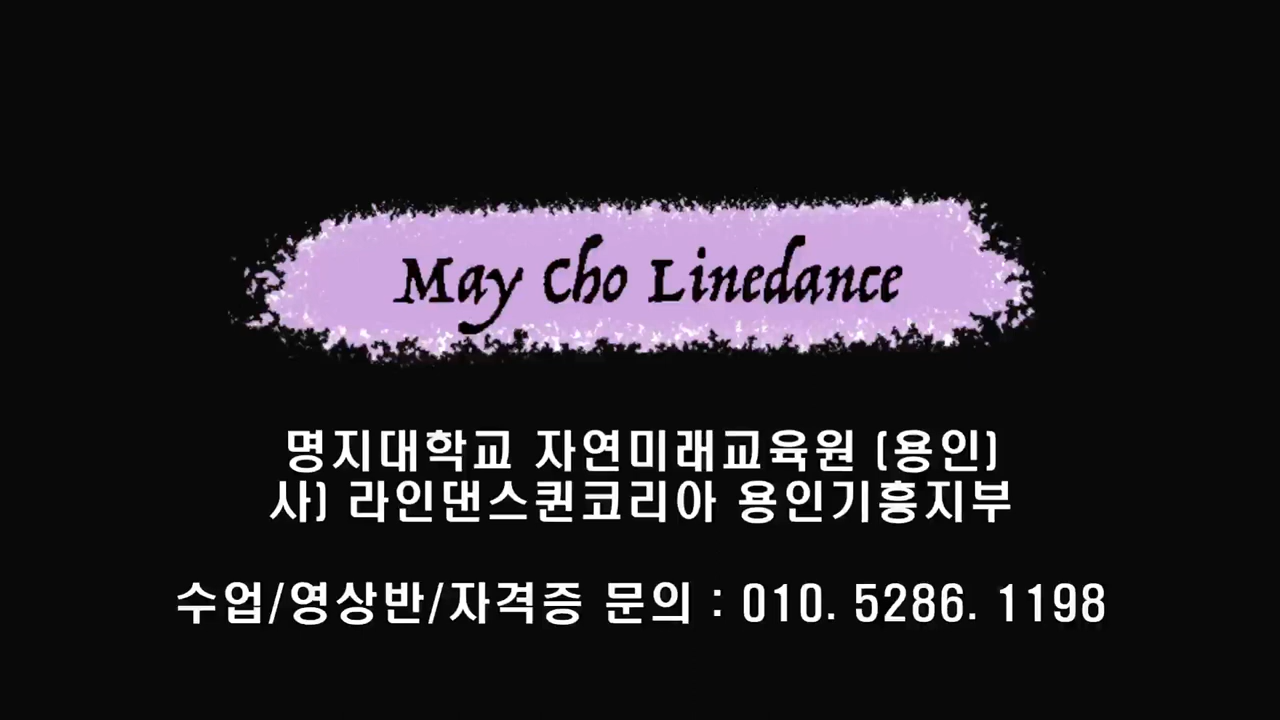 May Cho Linedance
명지대학교 자연미래교육원 (용인)
사) 라인댄스퀸코리아 용인기흥지부
수업/영상반/자격증 문의 : 010. 5286. 1198